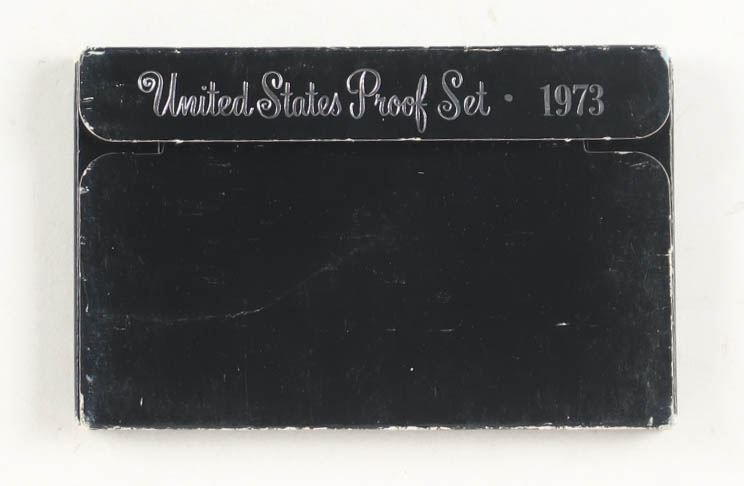 United States Proof Set · 1973